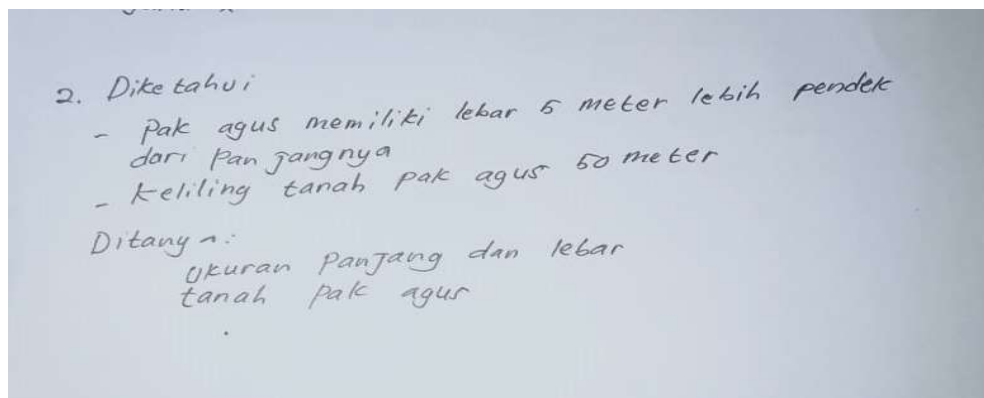 2. Diketahui
- Pak agus memiliki lebar 5 meter lebih pendek
dari Panjangnya
- keliling tanah pak agus 50 meter
Ditanya:
Ukuran Panjang dan lebar
tanah pak agus